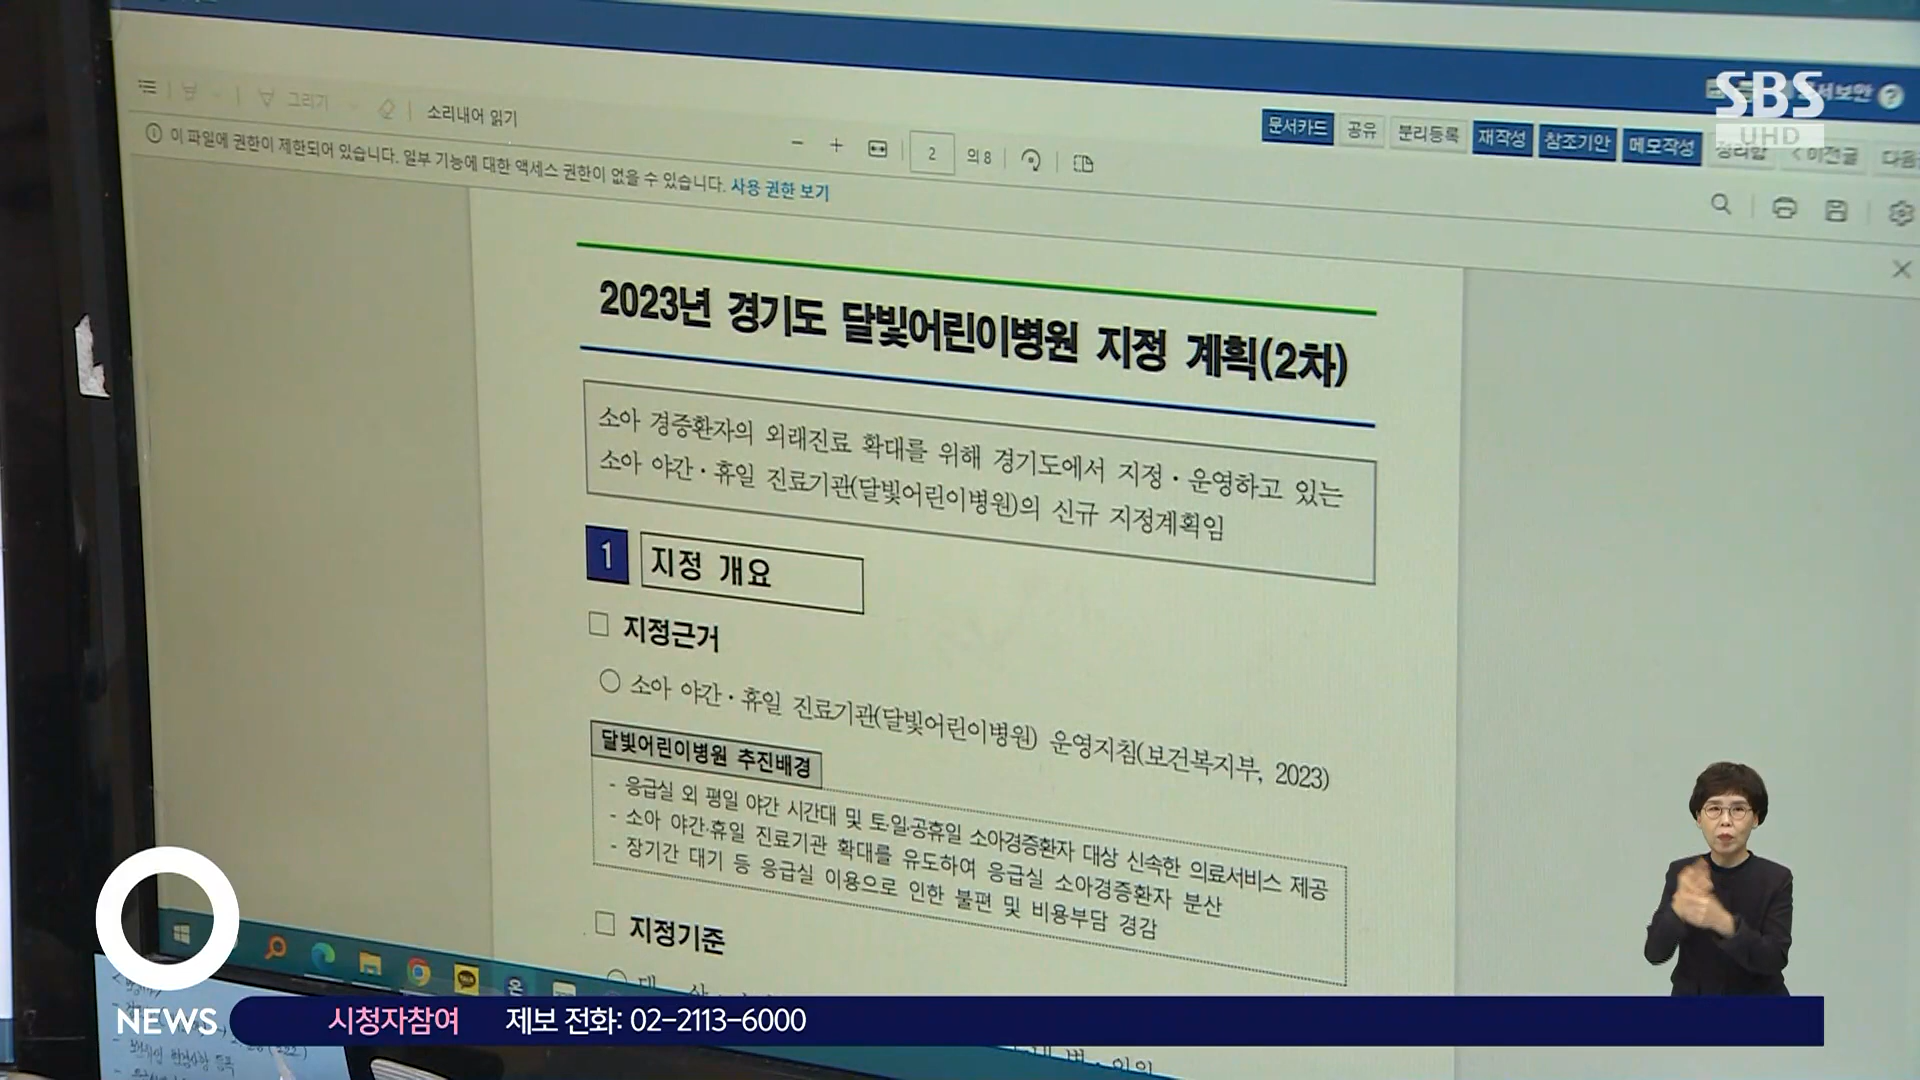 SBS
UHD
그리기
소리내어 읽기
2
의 8
문서카드
공유
분리등록
재작성
참조기안
메모작성
정리함
< 이전글
이 파일에 권한이 제한되어 있습니다. 일부 기능에 대한 액세스 권한이 없을 수 있습니다. 사용 권한 보기
2023년 경기도 달빛어린이병원 지정 계획(2차)
소아 경증환자의 외래진료 확대를 위해 경기도에서 지정·운영하고 있는
소아 야간·휴일 진료기관(달빛어린이병원)의 신규 지정계획임
1 지정 개요
□ 지정근거
○ 소아 야간·휴일 진료기관(달빛어린이병원) 운영지침(보건복지부, 2023)
달빛어린이병원 추진배경
- 응급실 외 평일 야간 시간대 및 토·일·공휴일 소아경증환자 대상 신속한 의료서비스 제공
- 소아 야간·휴일 진료기관 확대를 유도하여 응급실 소아경증환자 분산
- 장기간 대기 등 응급실 이용으로 인한 불편 및 비용부담 경감
□ 지정기준
NEWS
시청자참여 제보 전화: 02-2113-6000